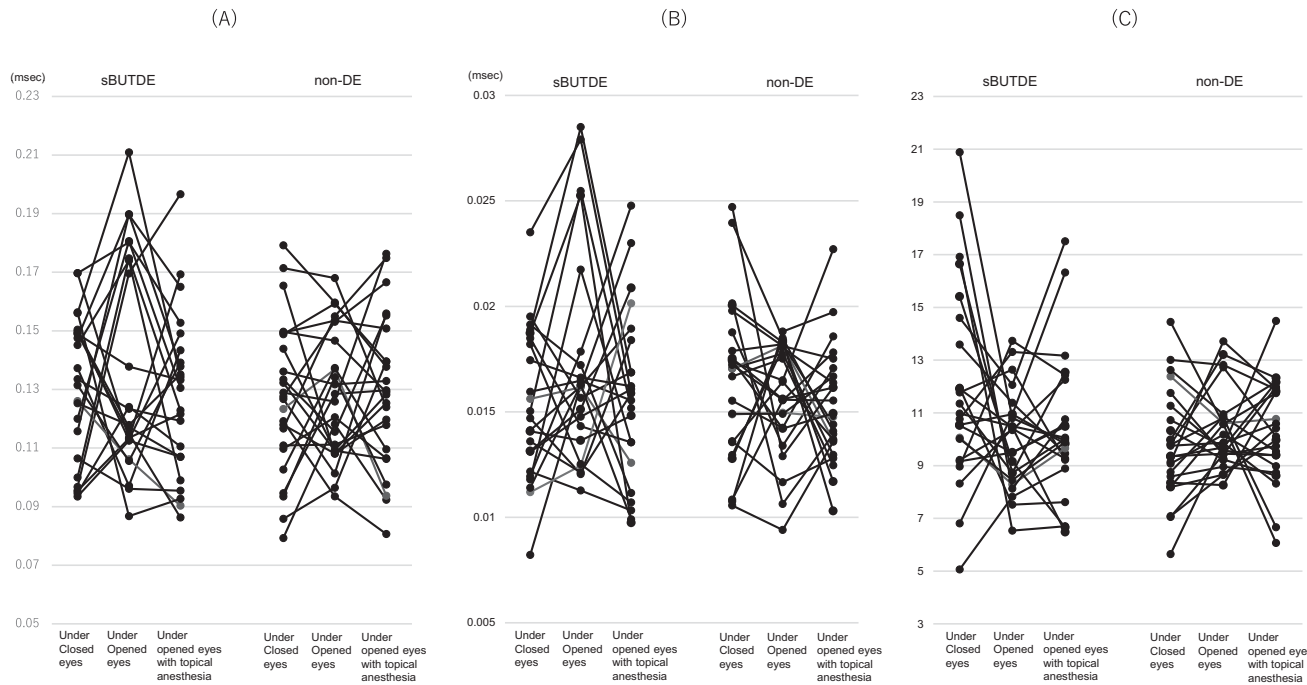 (A)
(msec)
sBUTDE
non-DE
0.23
0.21
0.19
0.17
0.15
0.13
0.11
0.09
0.07
0.05
Under
Closed
eyes
Under
Opened
eyes
Under
opened eyes
with topical
anesthesia
Under
Closed
eyes
Under
Opened
eyes
Under
opened eyes
with topical
anesthesia
(B)
(msec)
sBUTDE
non-DE
0.03
0.025
0.02
0.015
0.01
0.005
Under
Closed
eyes
Under
Opened
eyes
Under
opened eyes
with topical
anesthesia
Under
Closed
eyes
Under
Opened
eyes
Under
opened eyes
with topical
anesthesia
(C)
sBUTDE
non-DE
23
21
19
17
15
13
11
9
7
5
3
Under
Closed
eyes
Under
Opened
eyes
Under
opened eyes
with topical
anesthesia
Under
Closed
eyes
Under
Opened
eyes
Under
opened eye
with topical
anesthesia